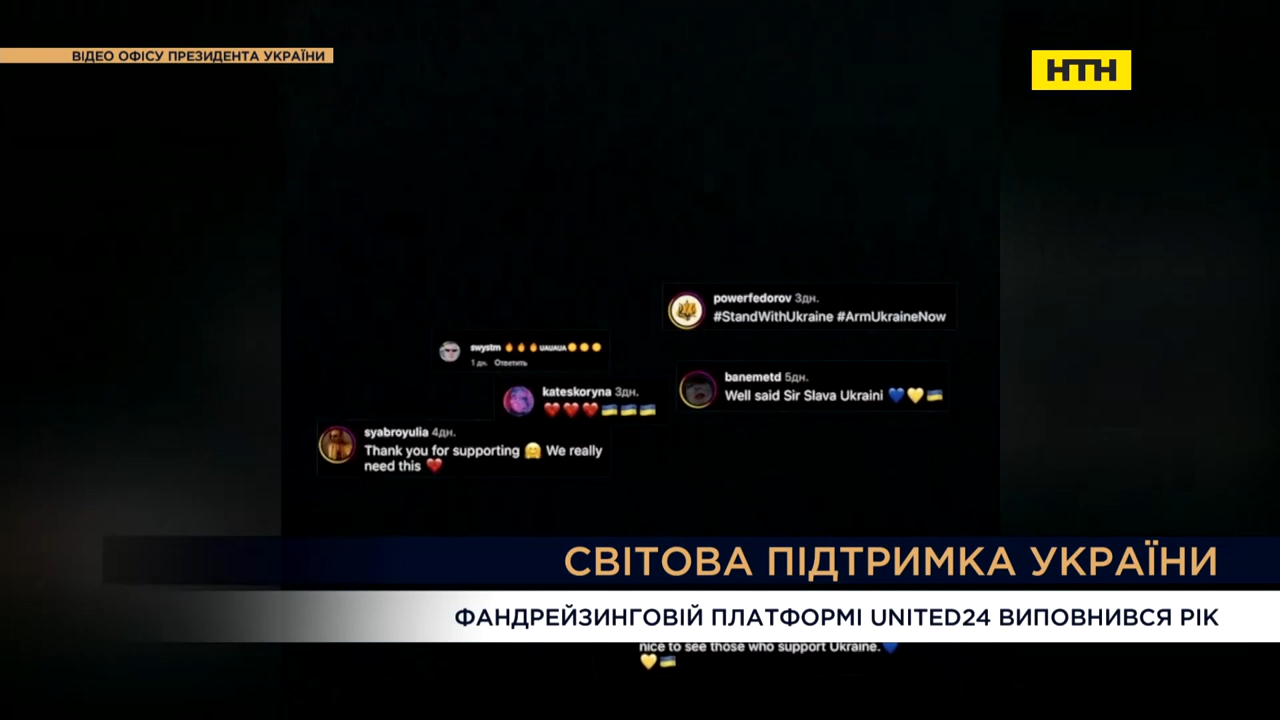 ВІДЕО ОФІСУ ПРЕЗИДЕНТА УКРАЇНИ
НТН
powerfedorov 3дн.
#StandWithUkraine #ArmUkraineNow
swystm 🔥🔥🔥UAUAUA🌕🌕🌕
1 дн. Ответить
kateskoryna 3дн.
❤️❤️❤️🇺🇦🇺🇦🇺🇦
banemetd 5дн.
Well said Sir Slava Ukraini 💙💛🇺🇦
syabroyulia 4дн.
Thank you for supporting 🤗 We really
need this ❤️
СВІТОВА ПІДТРИМКА УКРАЇНИ
ФАНДРЕЙЗИНГОВІЙ ПЛАТФОРМІ UNITED24 ВИПОВНИВСЯ РІК
nice to see those who support Ukraine.💙
💛🇺🇦